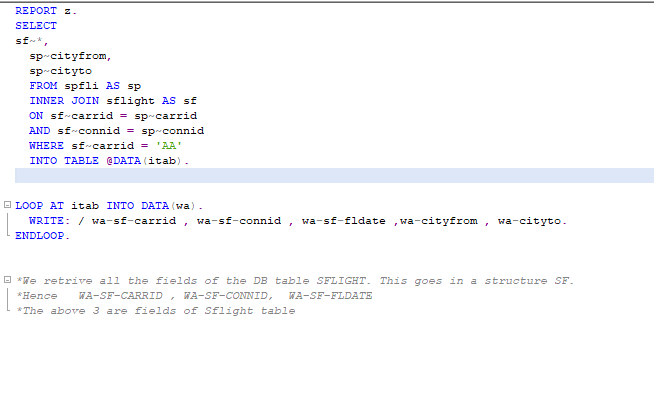 REPORT z.
SELECT
sf~*,
sp~cityfrom,
sp~cityto
FROM spfli AS sp
INNER JOIN sflight AS sf
ON sf~carrid = sp~carrid
AND sf~connid = sp~connid
WHERE sf~carrid = 'AA'
INTO TABLE @DATA(itab).
LOOP AT itab INTO DATA(wa).
WRITE: / wa-sf-carrid , wa-sf-connid , wa-sf-fldate ,wa-cityfrom , wa-cityto.
ENDLOOP.
*We retrive all the fields of the DB table SFLIGHT. This goes in a structure SF.
*Hence   WA-SF-CARRID , WA-SF-CONNID,  WA-SF-FLDATE
*The above 3 are fields of Sflight table